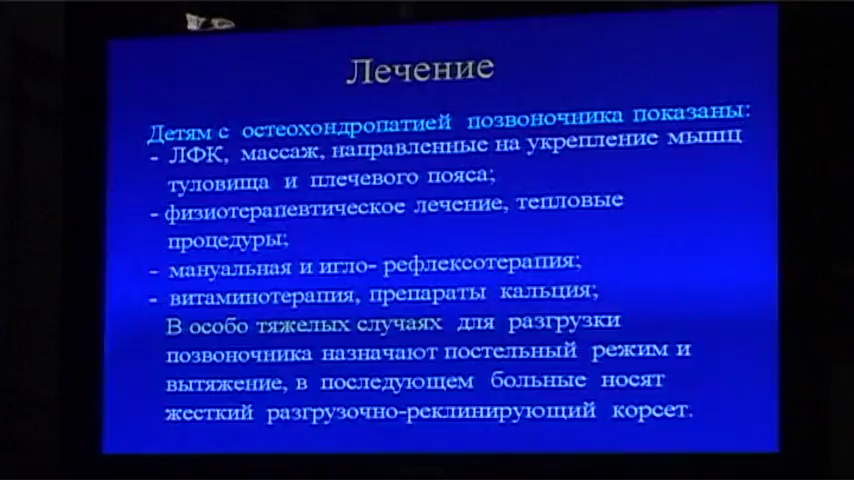 Лечение
Детям с остеохондропатией позвоночника показаны:
- ЛФК, массаж, направленные на укрепление мышц
туловища и плечевого пояса;
- физиотерапевтическое лечение, тепловые
процедуры;
- мануальная и игло- рефлексотерапия;
- витаминотерапия, препараты кальция;
В особо тяжелых случаях для разгрузки
позвоночника назначают постельный режим и
вытяжение, в последующем больные носят
жесткий разгрузочно-реклинирующий корсет.